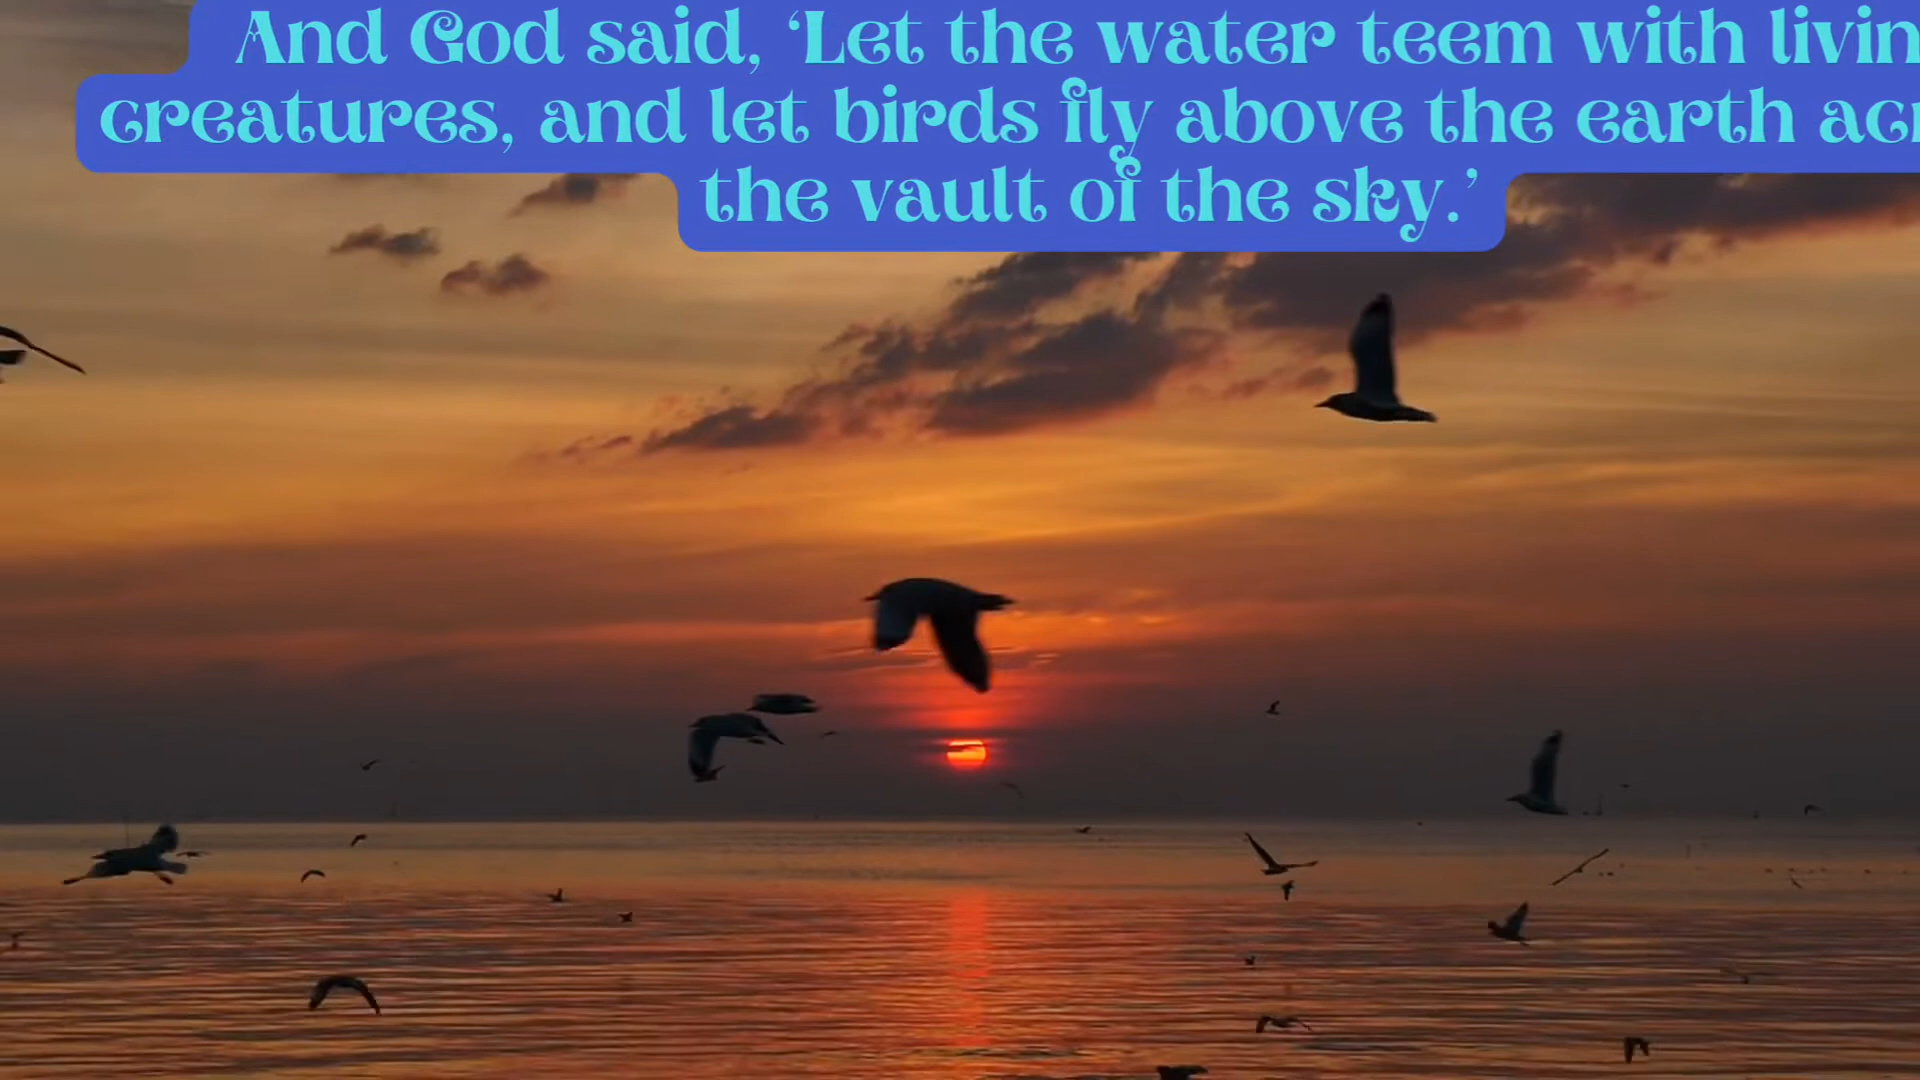 And God said, ‘Let the water teem with livin
creatures, and let birds fly above the earth acr
the vault of the sky.’